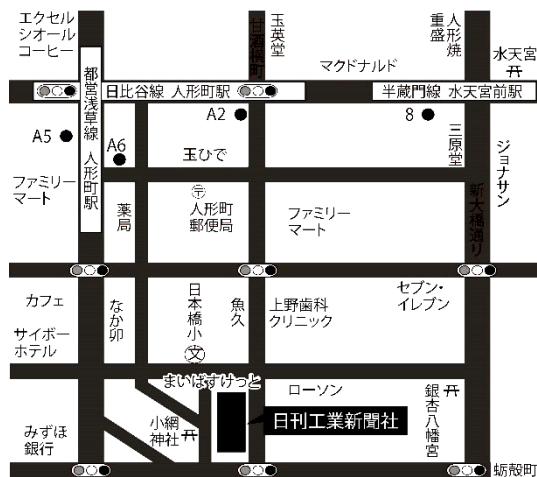 エクセル
シオール
コーヒー
甘酒横町
玉英堂
人形焼
重盛
水天宮
マクドナルド
日比谷線 人形町駅
半蔵門線 水天宮前駅
都営浅草線 人形町駅
A5
A6
A2
8
玉ひで
三原堂
ジョナサン
ファミリー
マート
薬局
〒
人形町
郵便局
ファミリー
マート
新大橋通り
カフェ
なか卯
日本橋小
文
魚久
上野歯科
クリニック
セブン・
イレブン
サイボー
ホテル
まいばすけっと
ローソン
銀杏八幡宮
小網
神社
日刊工業新聞社
みずほ
銀行
蛎殻町